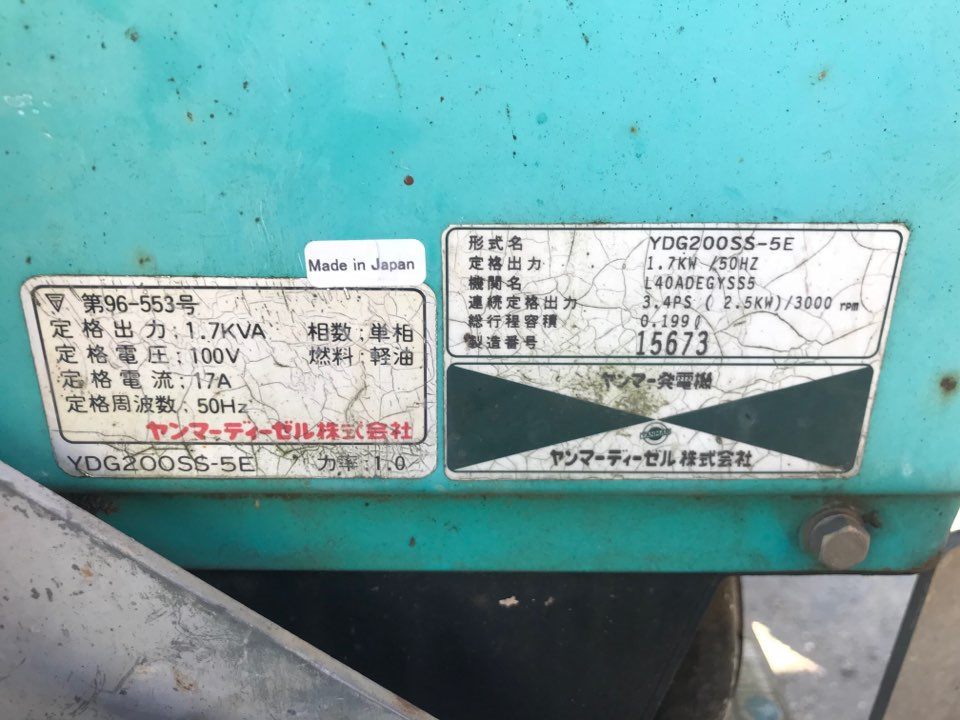 Made in Japan
第96-553号
定格出力:1.7KVA 相数:単相
定格電圧:100V 燃料:軽油
定格電流:17A
定格周波数:50Hz
ヤンマーディーゼル株式会社
YDG200SS-5E 力率:1.0
形式名 YDG200SS-5E
定格出力 1.7KW /50HZ
機関名 L40ADEGYSS5
連続定格出力 3.4PS ( 2.5KW)/3000 rpm
総行程容積 0.199ℓ
製造番号 15673
ヤンマー発電機
ヤンマーディーゼル株式会社